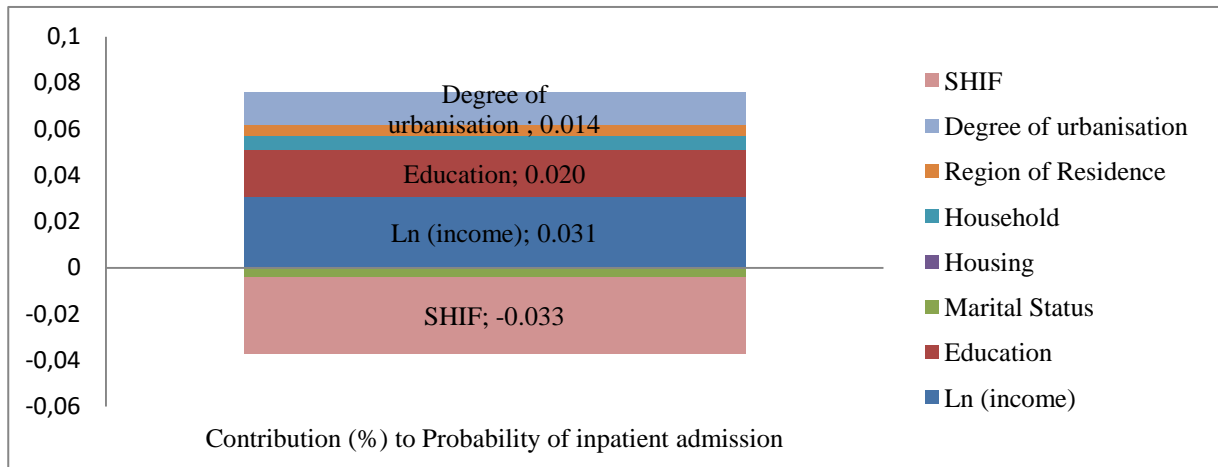 0,1
0,08
0,06
0,04
0,02
0
-0,02
-0,04
-0,06
Degree of
urbanisation ; 0.014
Education; 0.020
Ln (income); 0.031
SHIF; -0.033
Contribution (%) to Probability of inpatient admission
SHIF
Degree of urbanisation
Region of Residence
Household
Housing
Marital Status
Education
Ln (income)